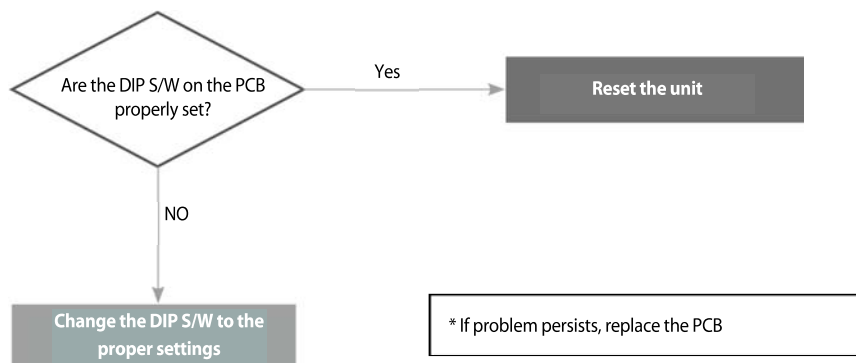 Are the DIP S/W on the PCB
properly set?
Yes
Reset the unit
NO
Change the DIP S/W to the
proper settings
* If problem persists, replace the PCB